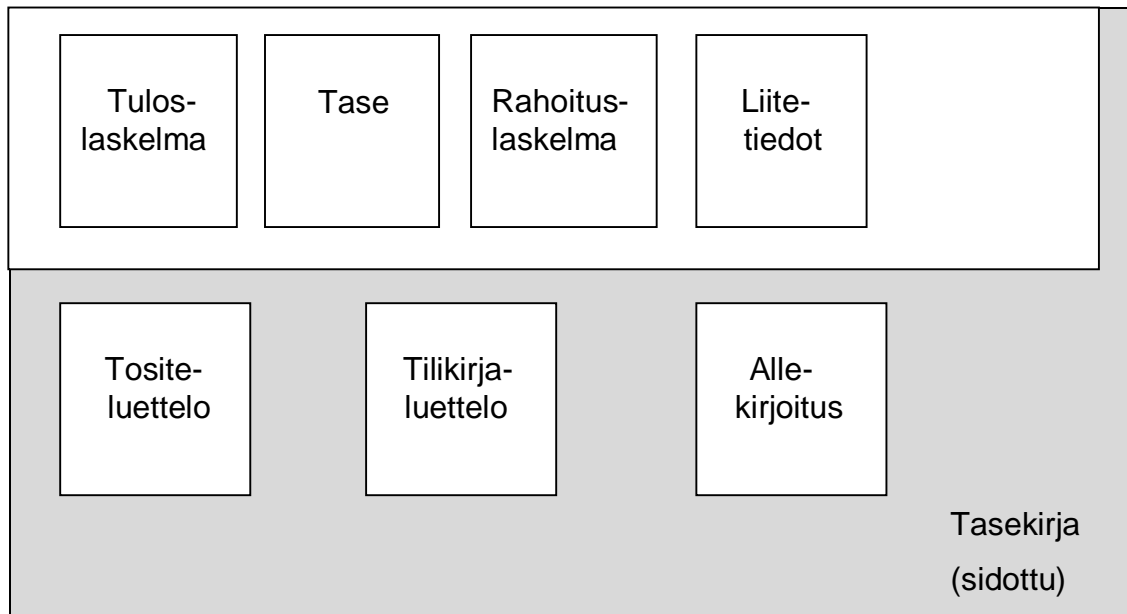 Tulos-
laskelma
Tase
Rahoitus-
laskelma
Liite-
tiedot
Tosite-
luettelo
Tilikirja-
luettelo
Alle-
kirjoitus
Tasekirja
(sidottu)